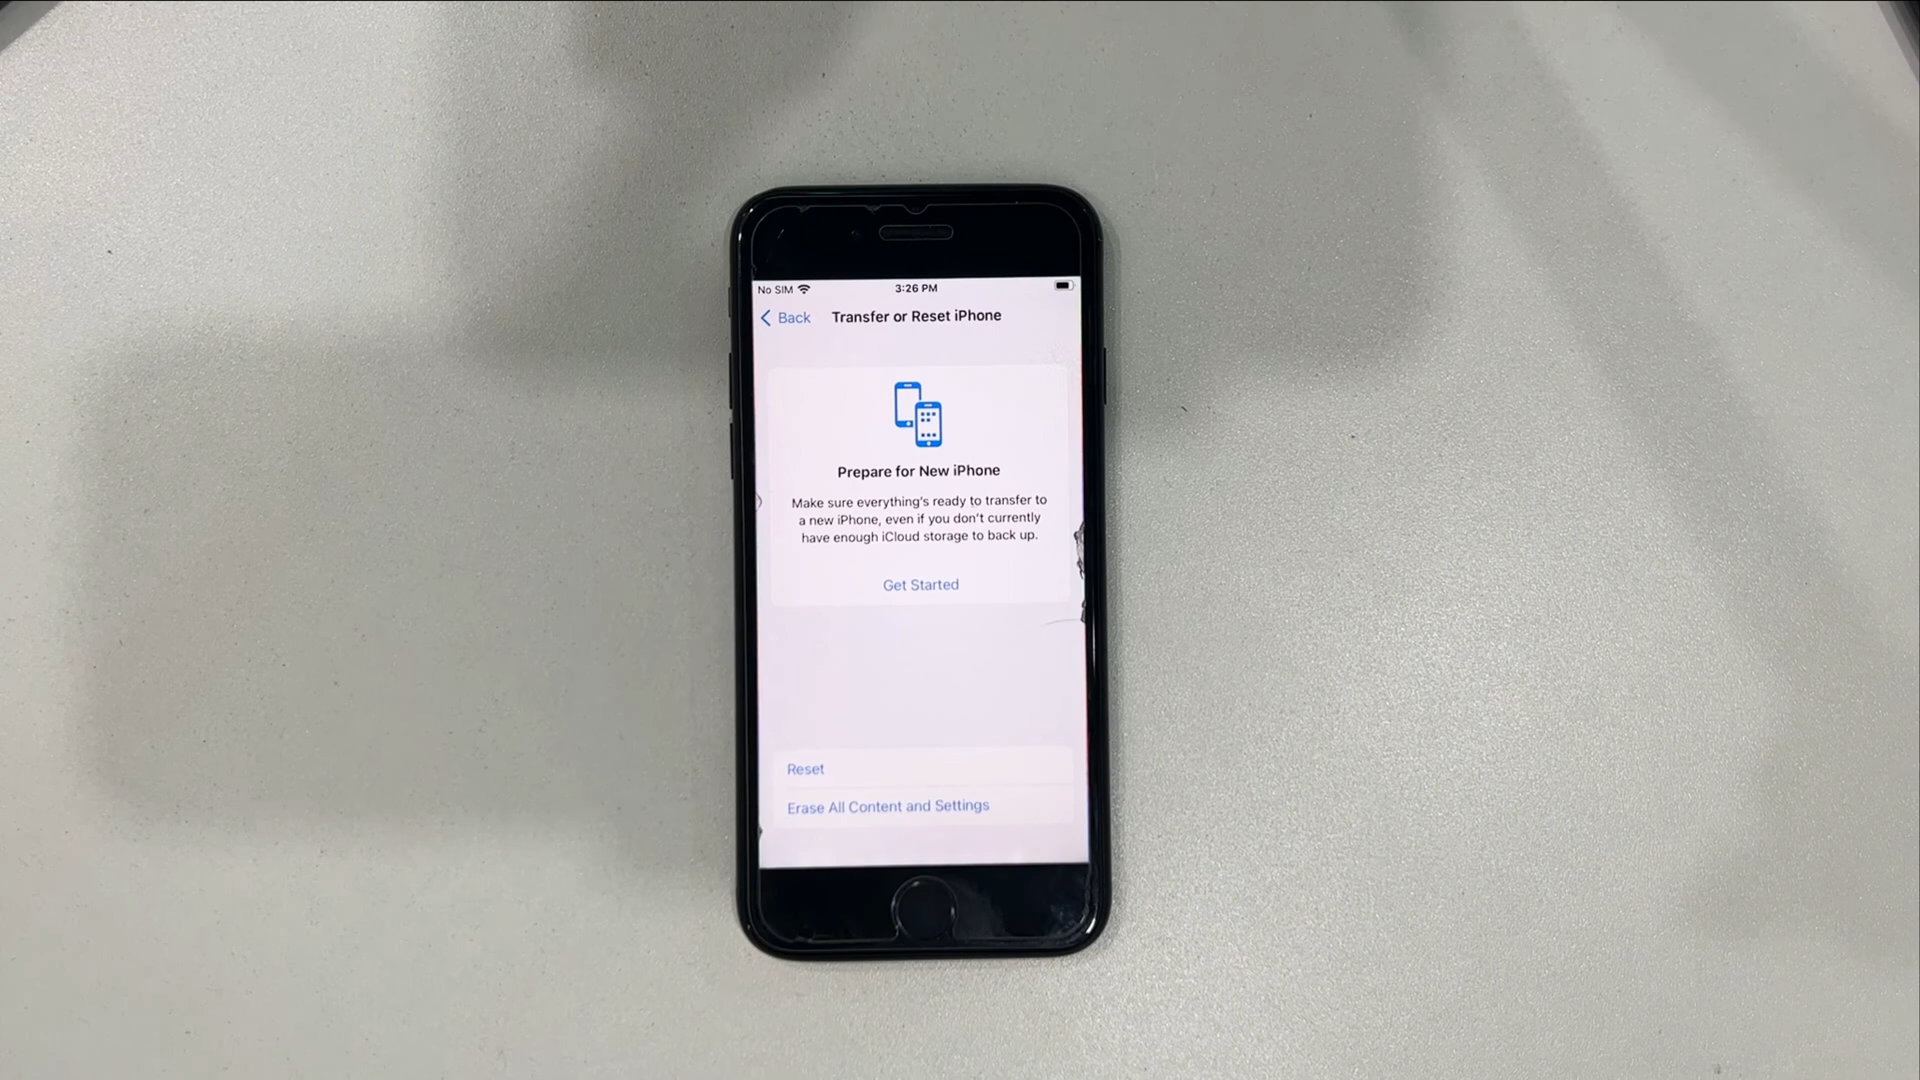 No SIM 3:26 PM
Back Transfer or Reset iPhone
Prepare for New iPhone
Make sure everything's ready to transfer to
a new iPhone, even if you don't currently
have enough iCloud storage to back up.
Get Started
Reset
Erase All Content and Settings